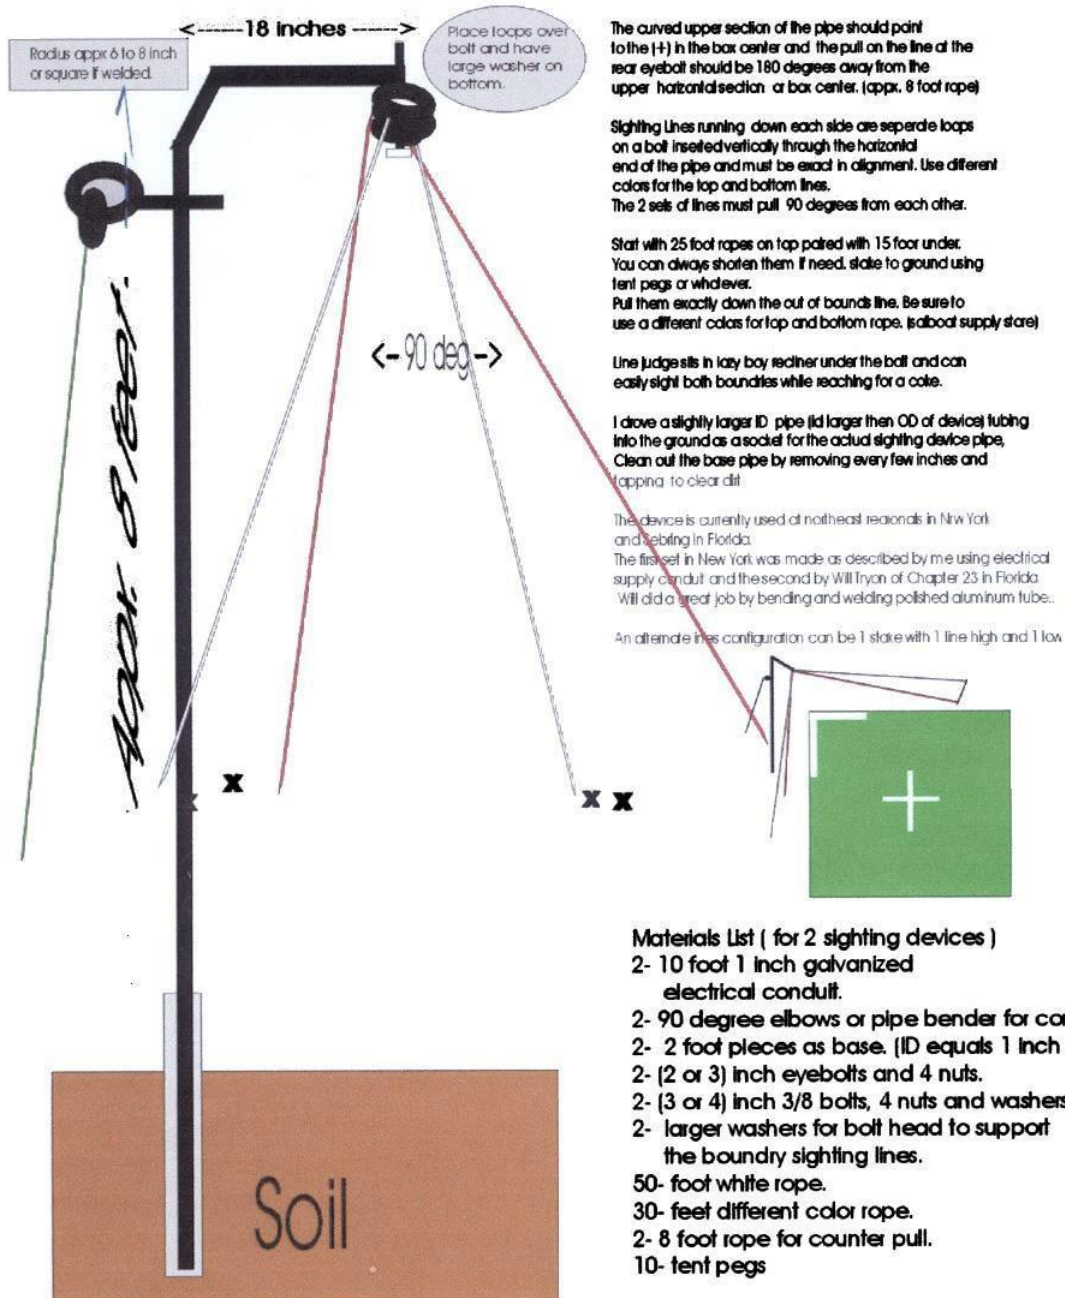 <-----18 inches ---->
Radius appx 6 to 8 inch
or square if welded.
Place loops over
bolt and have
large washer on
bottom.
The curved upper section of the pipe should point
to the (+) in the box center and the pull on the line at the
rear eyebolt should be 180 degrees away from the
upper horizontal section or box center. (appx. 8 foot rope)
Sighting Lines running down each side are seperate loops
on a bolt inserted vertically through the horizontal
end of the pipe and must be exact in alignment. Use different
colors for the top and bottom lines.
The 2 sets of lines must pull 90 degrees from each other.
Start with 25 foot ropes on top paired with 15 foor under.
You can always shorten them if need. stake to ground using
tent pegs or whatever.
Pull them exactly down the out of bounds line. Be sure to
use a different colors for top and bottom rope. (sailboat supply store)
Line judge sits in lazy boy recliner under the ball and can
easily sight both boundries while reaching for a coke.
I drove a slightly larger ID pipe (id larger then OD of device) tubing
into the ground as a socket for the actual sighting device pipe,
Clean out the base pipe by removing every few inches and
tapping to clear dirt
The device is currently used at northeast regionals in Nrw York
and Sebring in Florida
The first set in New York was made as described by me using electrical
supply conduit and the second by Will Tryon of Chapter 23 in Florida
Will did a great job by bending and welding polished aluminum tube..
An alternate lines configuration can be 1 stake with 1 line high and 1 low
<- 90 deg ->
Appx. 8 feet.
x
x
x x
Materials List ( for 2 sighting devices )
2- 10 foot 1 inch galvanized
electrical conduit.
2- 90 degree elbows or pipe bender for cor
2- 2 foot pieces as base. (ID equals 1 inch
2- (2 or 3) inch eyebolts and 4 nuts.
2- (3 or 4) inch 3/8 bolts, 4 nuts and washers
2- larger washers for bolt head to support
the boundry sighting lines.
50- foot white rope.
30- feet different color rope.
2- 8 foot rope for counter pull.
10- tent pegs
Soil